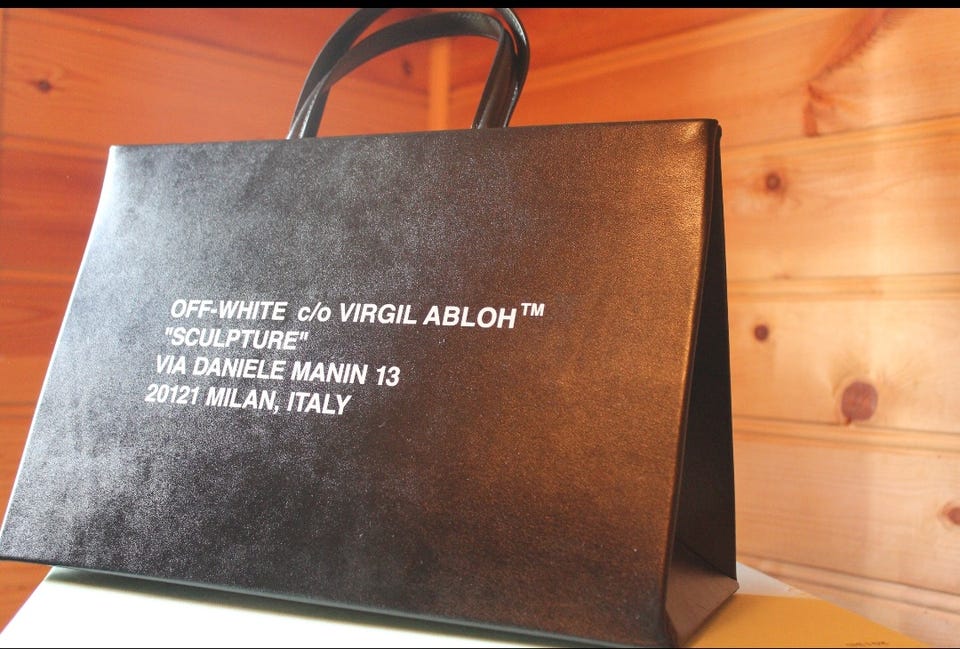 OFF-WHITE c/o VIRGIL ABLOH™
"SCULPTURE"
VIA DANIELE MANIN 13
20121 MILAN, ITALY